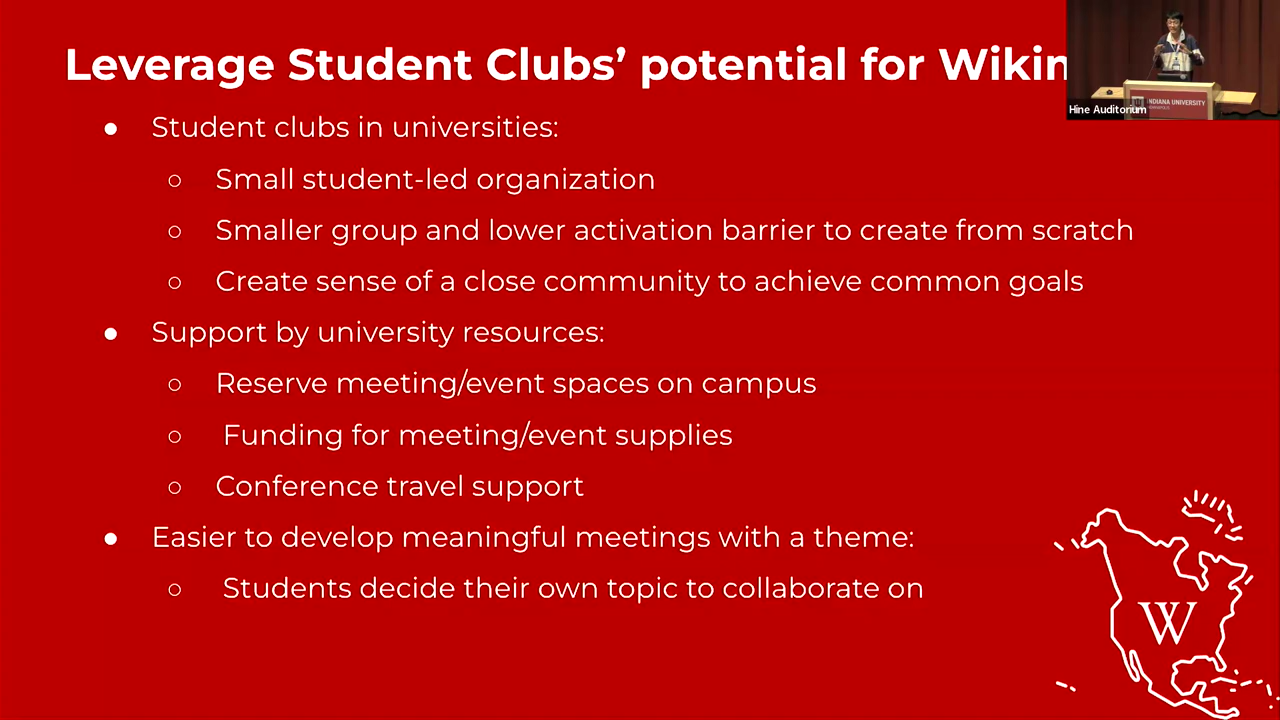 Leverage Student Clubs’ potential for Wikin
Hine Auditorium
INDIANA UNIVERSITY
● Student clubs in universities:
○ Small student-led organization
○ Smaller group and lower activation barrier to create from scratch
○ Create sense of a close community to achieve common goals
● Support by university resources:
○ Reserve meeting/event spaces on campus
○ Funding for meeting/event supplies
○ Conference travel support
● Easier to develop meaningful meetings with a theme:
○ Students decide their own topic to collaborate on
W